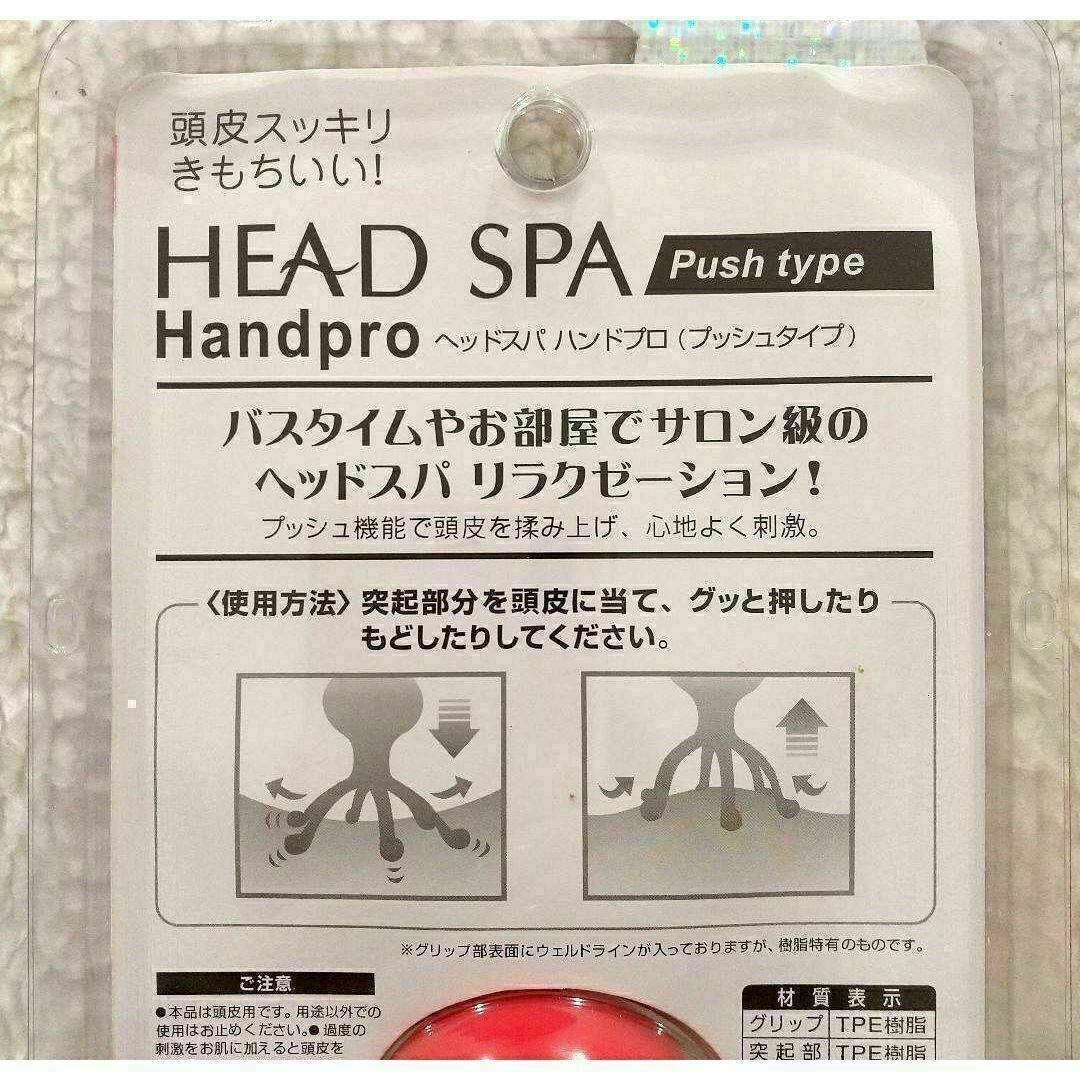 頭皮スッキリ
きもちいい！
HEAD SPA Push type
Handpro ヘッドスパ ハンドプロ（プッシュタイプ）
バスタイムやお部屋でサロン級の
ヘッドスパ リラクゼーション！
プッシュ機能で頭皮を揉み上げ、心地よく刺激。
〈使用方法〉突起部分を頭皮に当て、グッと押したり
もどしたりしてください。
※グリップ部表面にウェルドラインが入っておりますが、樹脂特有のものです。
ご注意
●本品は頭皮用です。用途以外での
使用はお止めください。●過度の
刺激をお肌に加えると頭皮を
材質表示
グリップ TPE樹脂
突起部 TPE樹脂